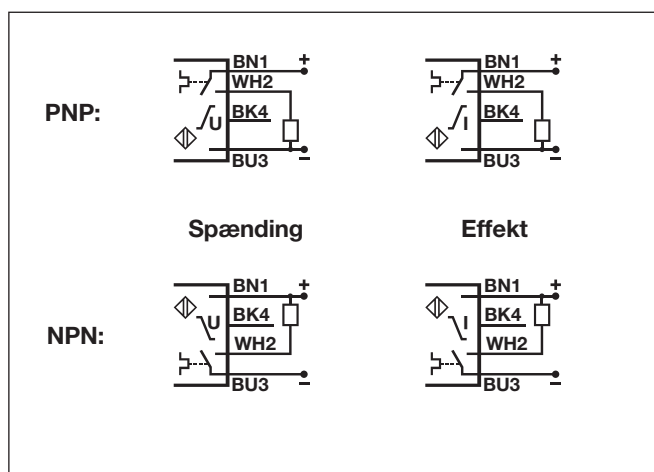 BN1 +
WH2
PNP: BK4
U
BU3 −
BN1 +
WH2
BK4
I
BU3 −
Spænding Effekt
BN1 +
U
BK4
NPN: WH2
BU3 −
BN1 +
I
BK4
WH2
BU3 −